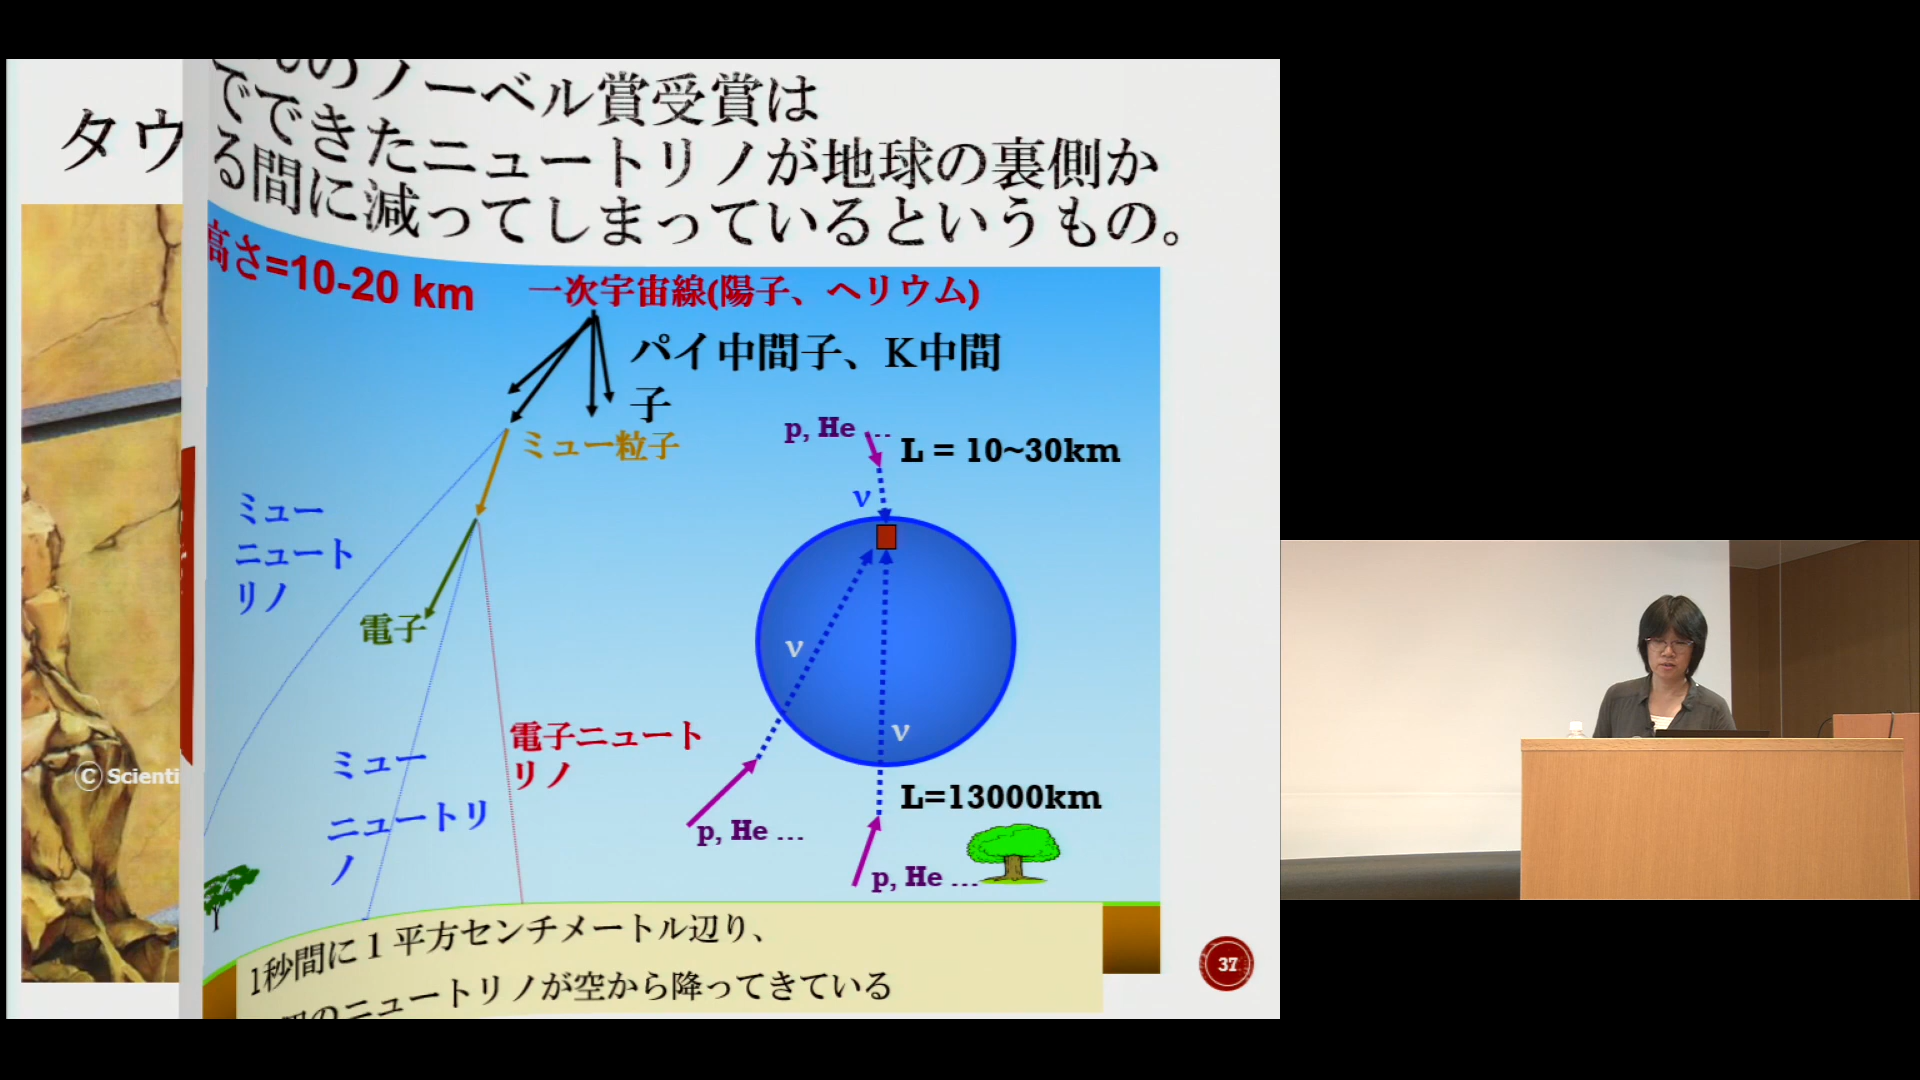 タウ
のノーベル賞受賞は
でできたニュートリノが地球の裏側か
る間に減ってしまっているというもの。
高さ=10-20 km
一次宇宙線(陽子、ヘリウム)
パイ中間子、K中間
子
p, He ...
ミュー粒子
L = 10~30km
ν
ミュー
ニュート
リノ
電子
ν
電子ニュート
リノ
ν
ミュー
ニュートリ
ノ
L=13000km
p, He ...
p, He ...
© Scienti
1秒間に1平方センチメートル辺り、
のニュートリノが空から降ってきている
37